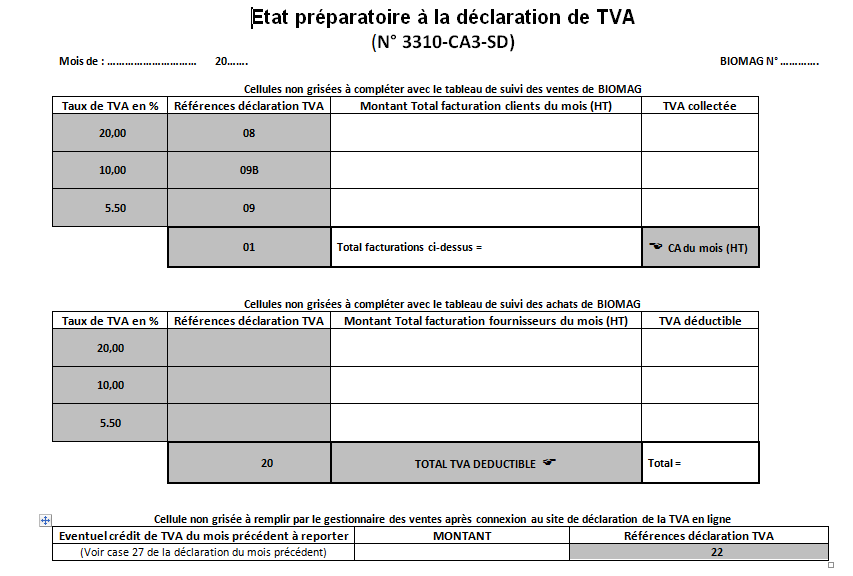 Etat préparatoire à la déclaration de TVA
(N° 3310-CA3-SD)
Mois de : ………………………… 20……. BIOMAG N° ………….
Cellules non grisées à compléter avec le tableau de suivi des ventes de BIOMAG
Taux de TVA en % Références déclaration TVA Montant Total facturation clients du mois (HT) TVA collectée
20,00 08
10,00 09B
5.50 09
01 Total facturations ci-dessus = ☜ CA du mois (HT)
Cellules non grisées à compléter avec le tableau de suivi des achats de BIOMAG
Taux de TVA en % Références déclaration TVA Montant Total facturation fournisseurs du mois (HT) TVA déductible
20,00
10,00
5.50
20 TOTAL TVA DEDUCTIBLE ☞ Total =
Cellule non grisée à remplir par le gestionnaire des ventes après connexion au site de déclaration de la TVA en ligne
Eventuel crédit de TVA du mois précédent à reporter MONTANT Références déclaration TVA
(Voir case 27 de la déclaration du mois précédent) 22